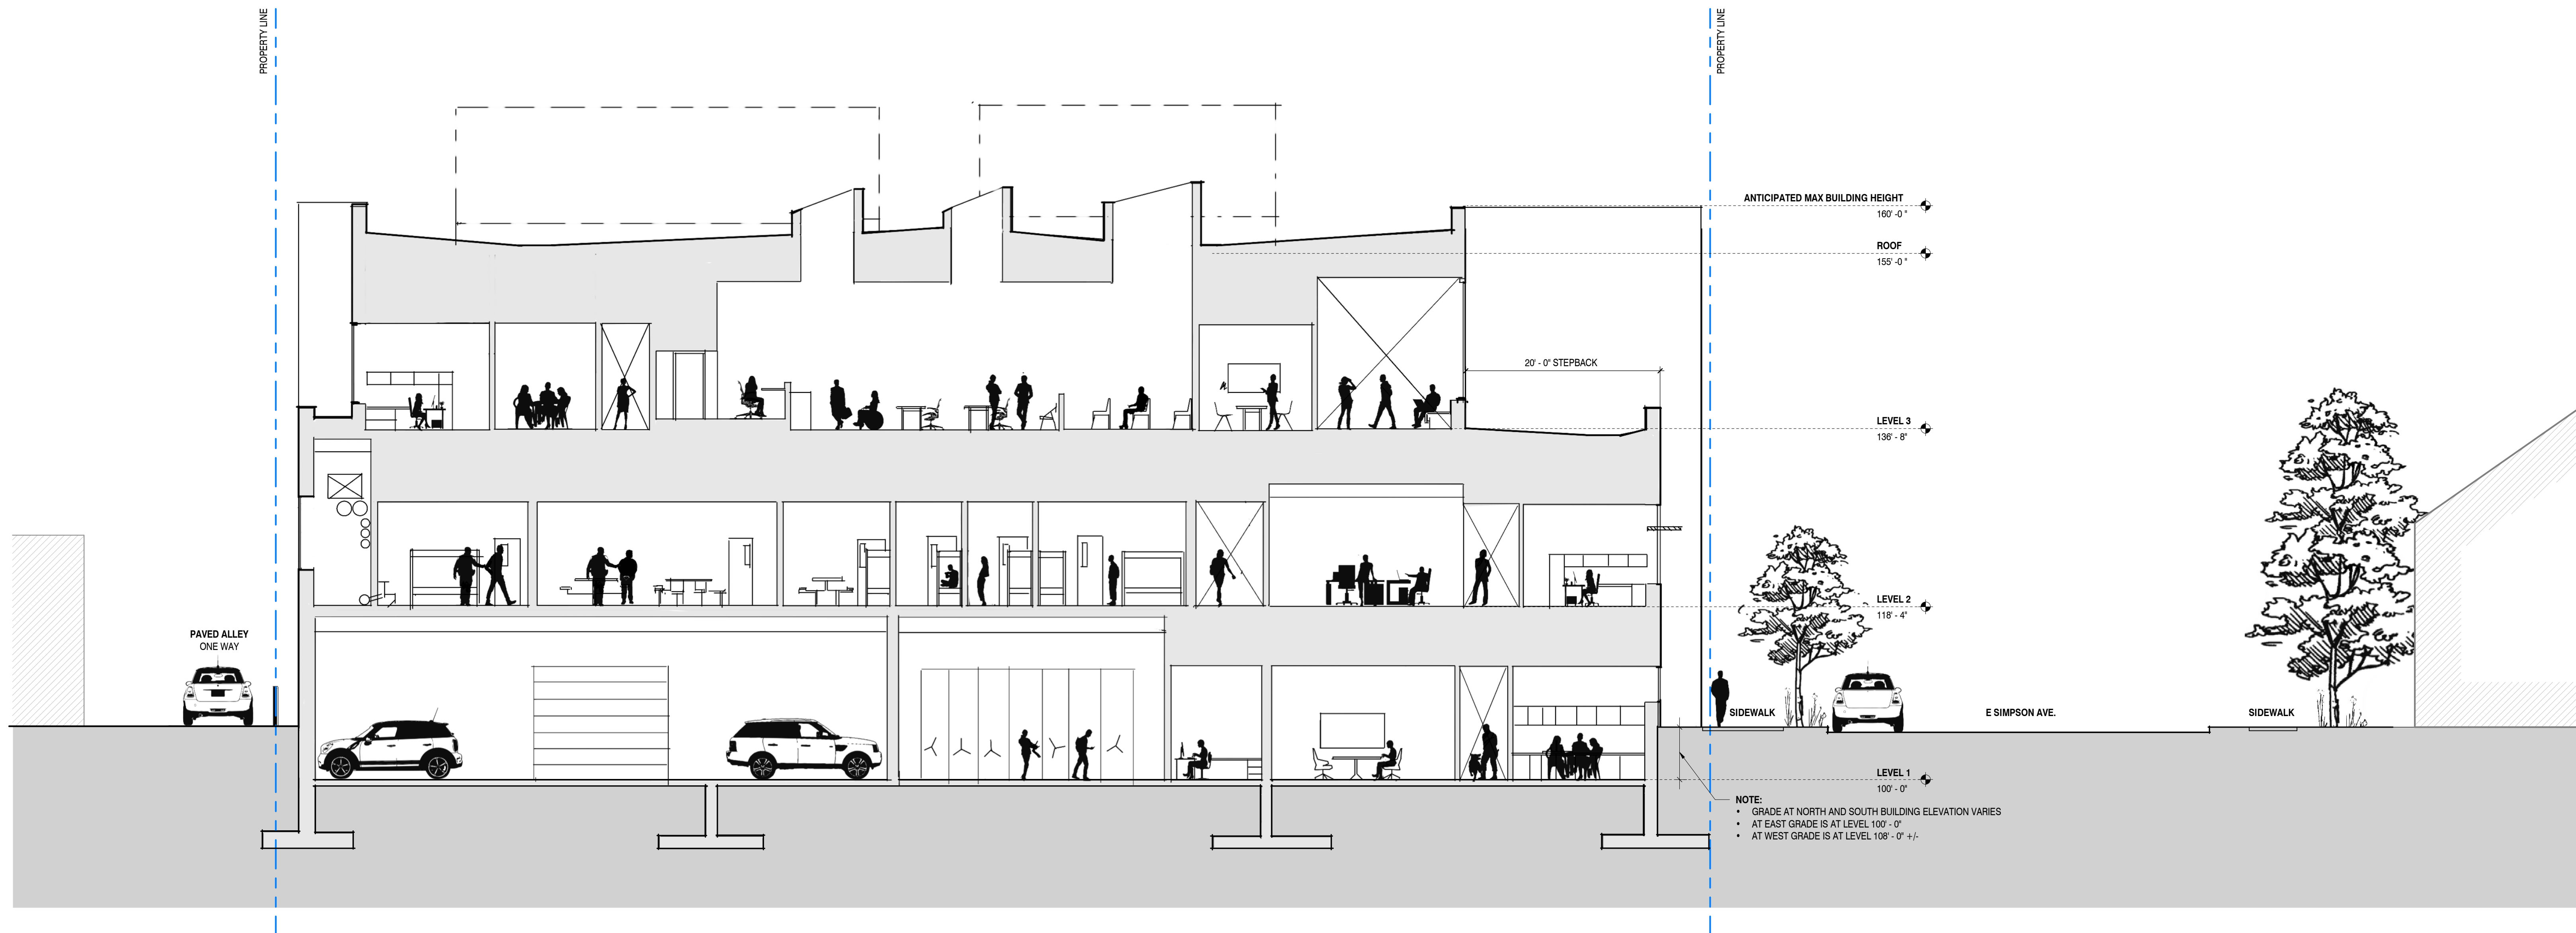 PROPERTY LINE
PROPERTY LINE
ANTICIPATED MAX BUILDING HEIGHT
160' -0 "
ROOF
155' -0 "
20' - 0" STEPBACK
LEVEL 3
136' - 8"
LEVEL 2
118' - 4"
PAVED ALLEY
ONE WAY
SIDEWALK
E SIMPSON AVE.
SIDEWALK
LEVEL 1
100' - 0"
NOTE:
• GRADE AT NORTH AND SOUTH BUILDING ELEVATION VARIES
• AT EAST GRADE IS AT LEVEL 100' - 0"
• AT WEST GRADE IS AT LEVEL 108' - 0" +/-